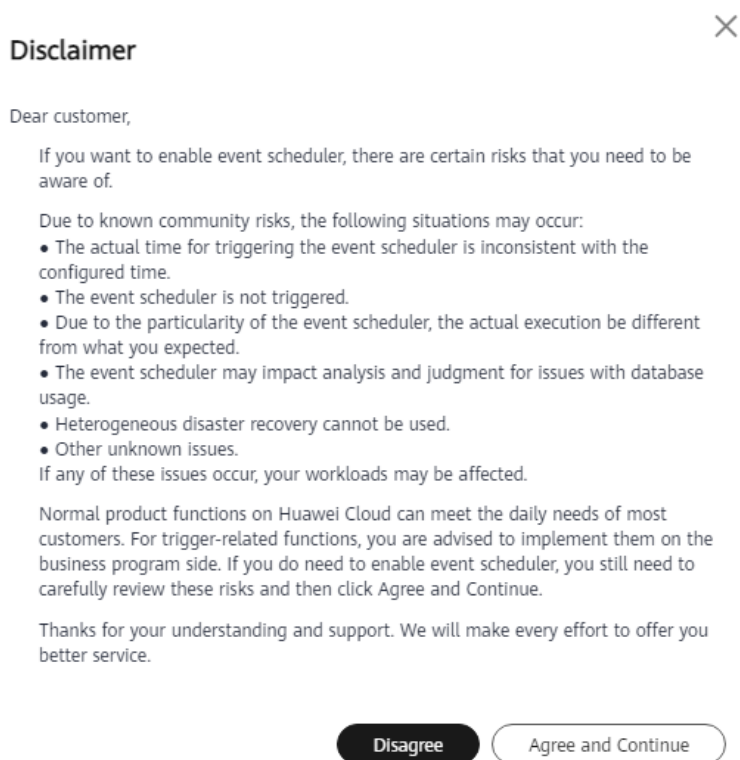 Disclaimer
Dear customer,
If you want to enable event scheduler, there are certain risks that you need to be
aware of.
Due to known community risks, the following situations may occur:
• The actual time for triggering the event scheduler is inconsistent with the
configured time.
• The event scheduler is not triggered.
• Due to the particularity of the event scheduler, the actual execution be different
from what you expected.
• The event scheduler may impact analysis and judgment for issues with database
usage.
• Heterogeneous disaster recovery cannot be used.
• Other unknown issues.
If any of these issues occur, your workloads may be affected.
Normal product functions on Huawei Cloud can meet the daily needs of most
customers. For trigger-related functions, you are advised to implement them on the
business program side. If you do need to enable event scheduler, you still need to
carefully review these risks and then click Agree and Continue.
Thanks for your understanding and support. We will make every effort to offer you
better service.
Disagree
Agree and Continue